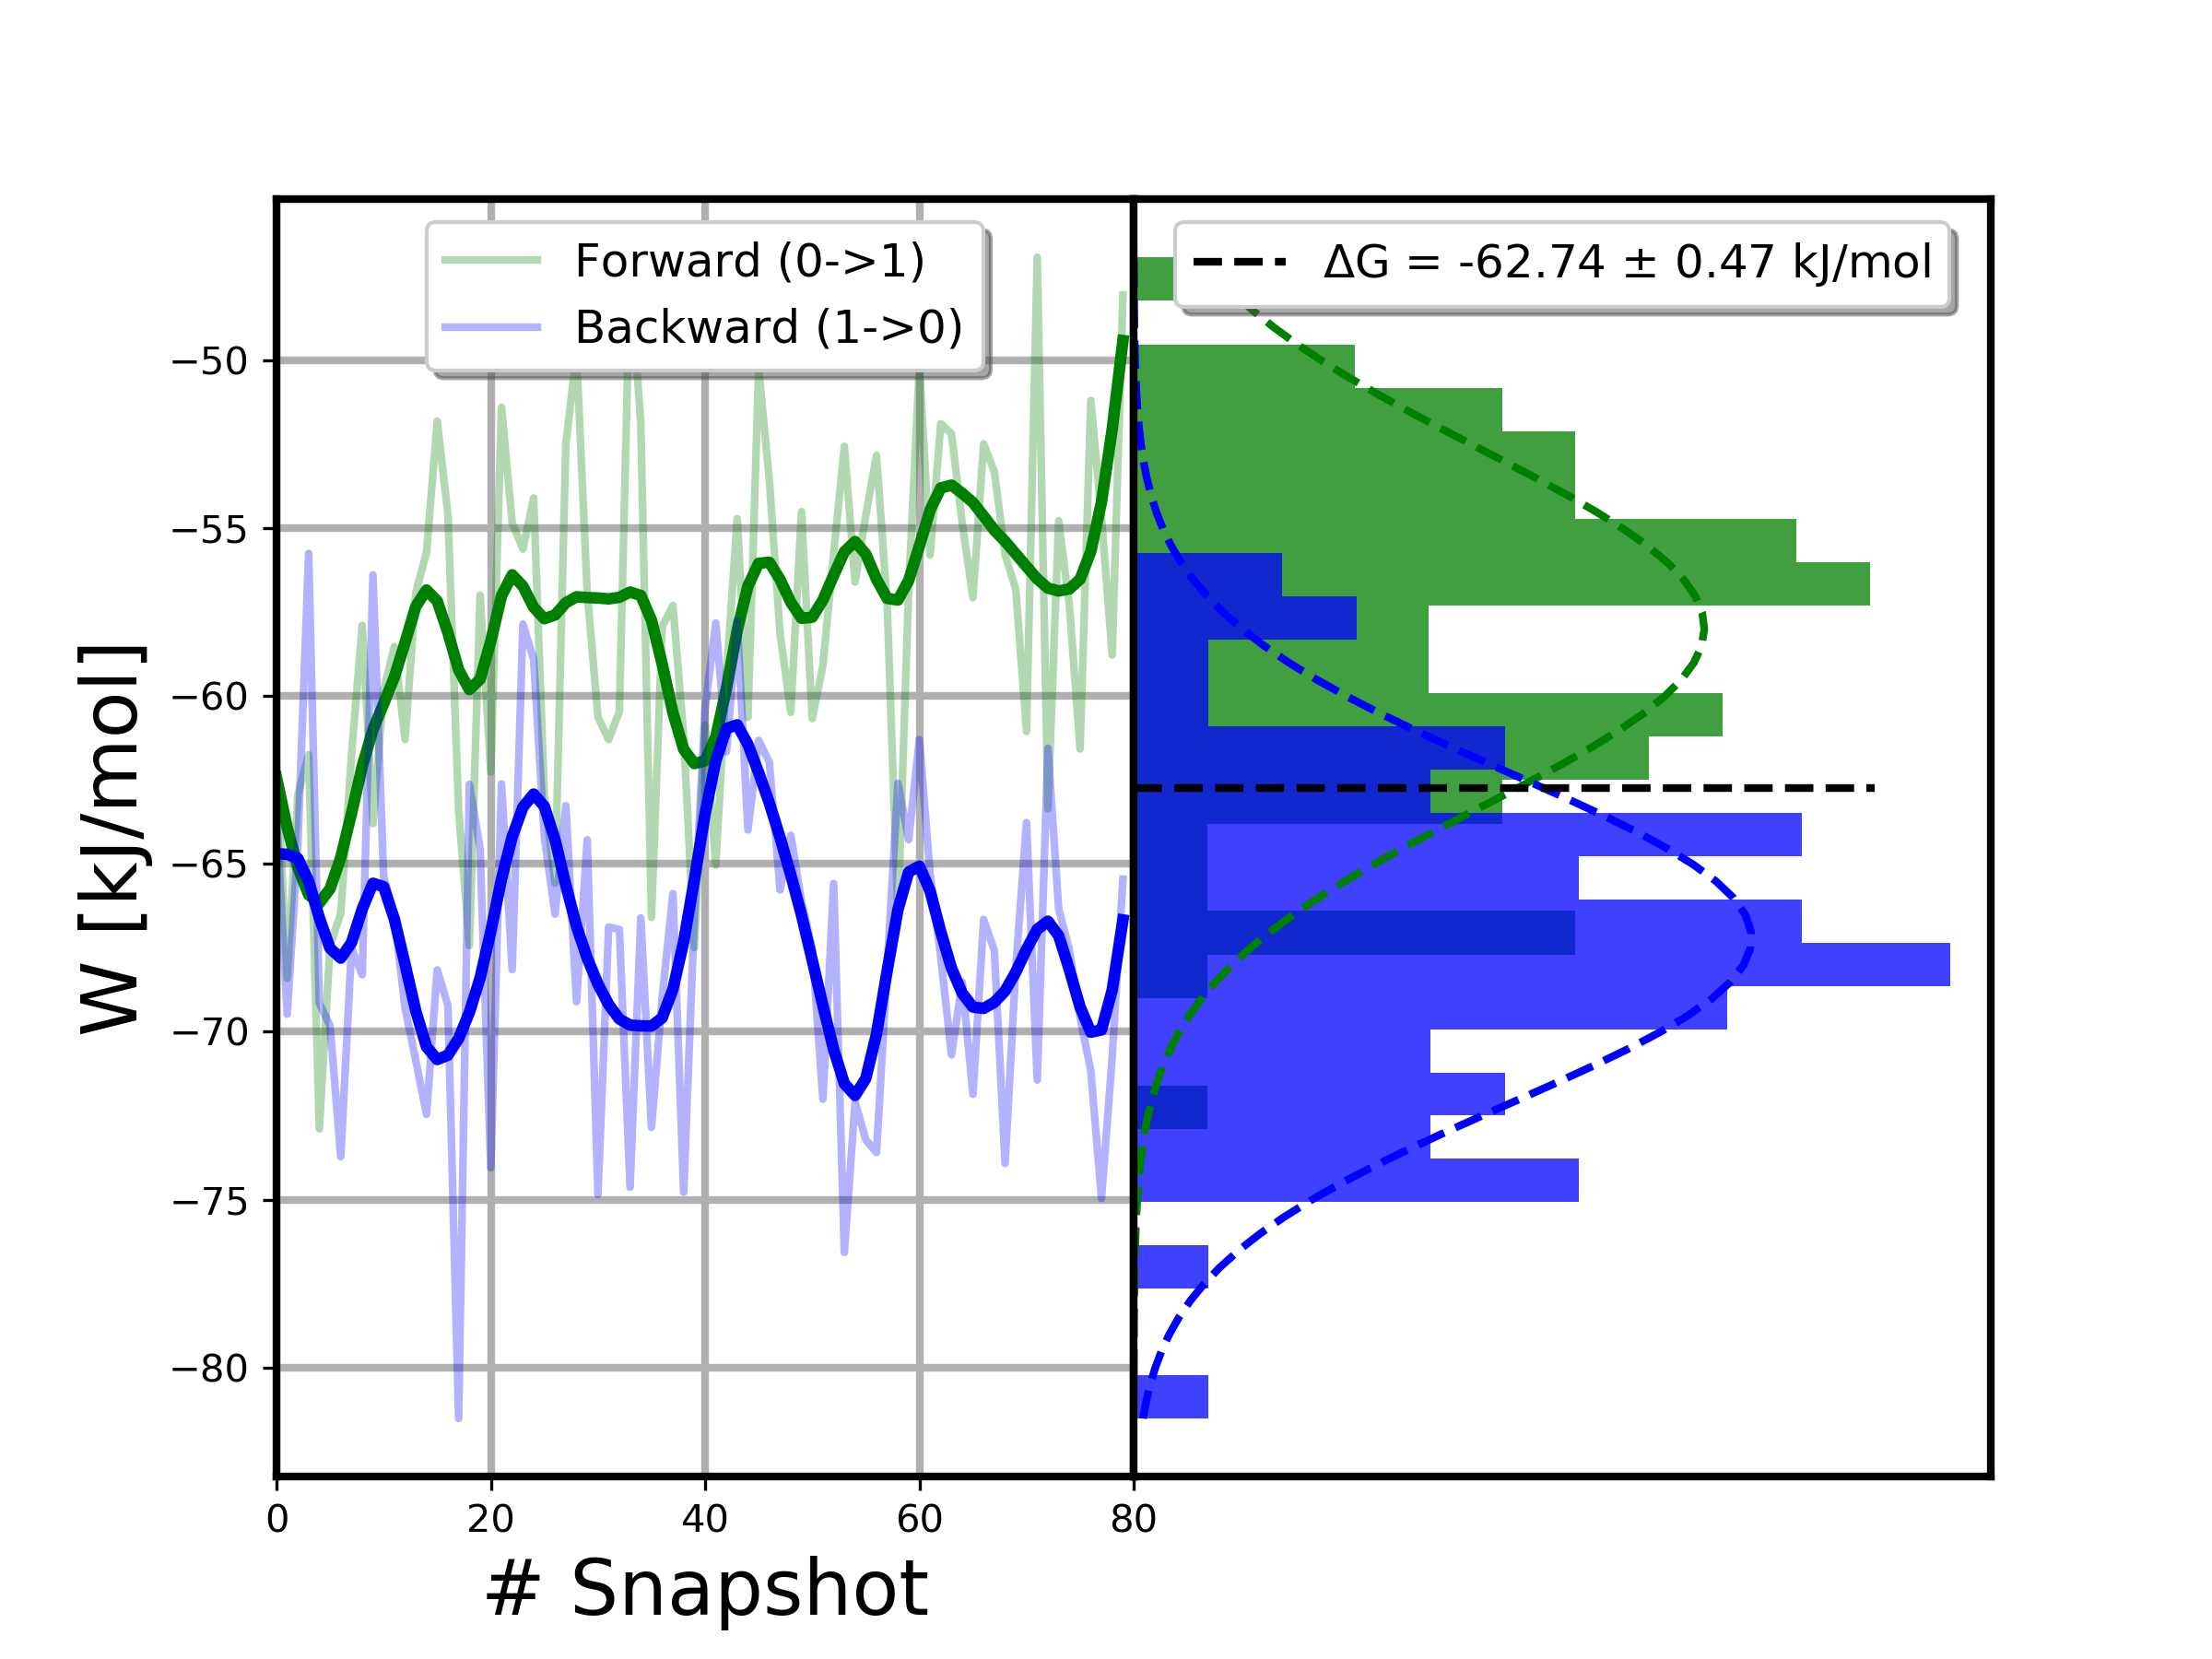 Forward (0->1)
Backward (1->0)
ΔG = -62.74 ± 0.47 kJ/mol
W [kJ/mol]
−50
−55
−60
−65
−70
−75
−80
0 20 40 60 80
# Snapshot